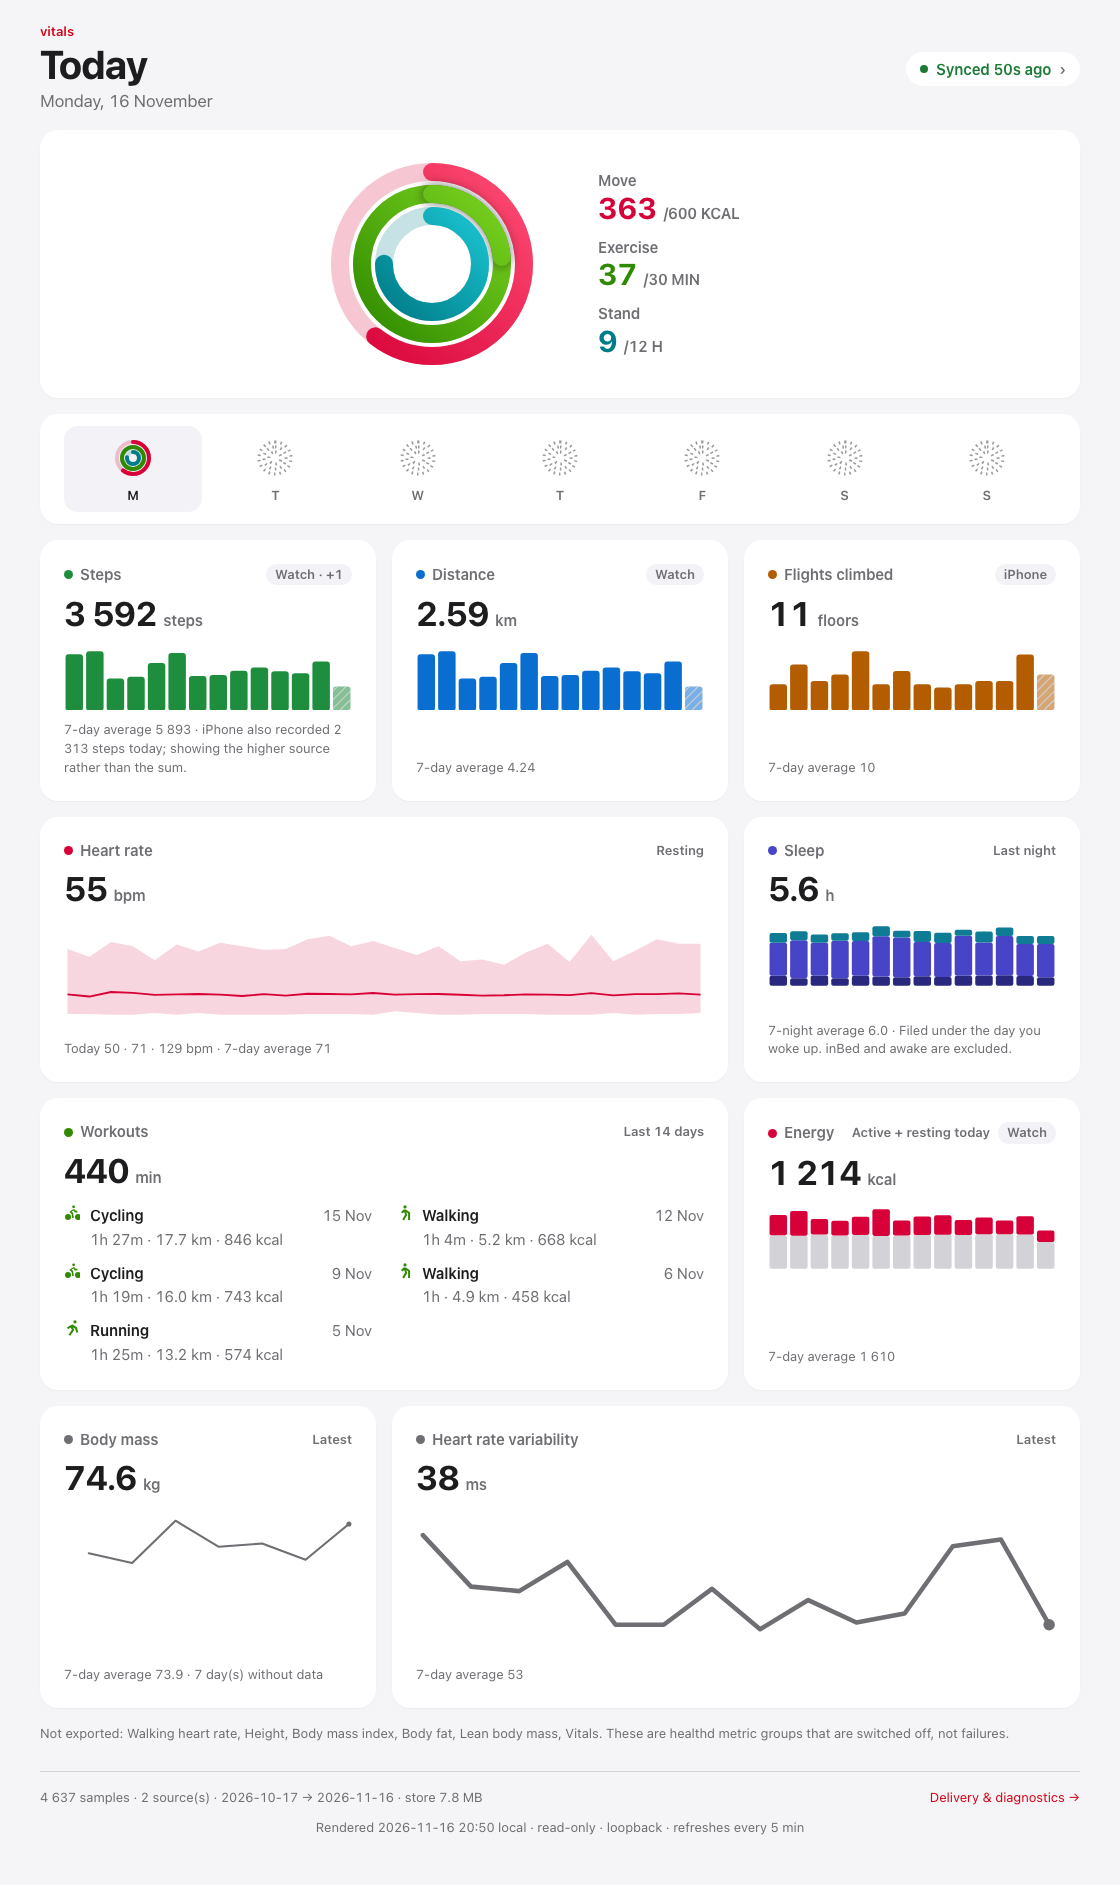 vitals
Today
Monday, 16 November
Synced 50s ago ›
Move
363 /600 KCAL
Exercise
37 /30 MIN
Stand
9 /12 H
M T W T F S S
Steps Watch · +1
3 592 steps
7-day average 5 893 · iPhone also recorded 2
313 steps today; showing the higher source
rather than the sum.
Distance Watch
2.59 km
7-day average 4.24
Flights climbed iPhone
11 floors
7-day average 10
Heart rate Resting
55 bpm
Today 50 · 71 · 129 bpm · 7-day average 71
Sleep Last night
5.6 h
7-night average 6.0 · Filed under the day you
woke up. inBed and awake are excluded.
Workouts Last 14 days
440 min
Cycling 15 Nov
1h 27m · 17.7 km · 846 kcal
Walking 12 Nov
1h 4m · 5.2 km · 668 kcal
Cycling 9 Nov
1h 19m · 16.0 km · 743 kcal
Walking 6 Nov
1h · 4.9 km · 458 kcal
Running 5 Nov
1h 25m · 13.2 km · 574 kcal
Energy Active + resting today Watch
1 214 kcal
7-day average 1 610
Body mass Latest
74.6 kg
7-day average 73.9 · 7 day(s) without data
Heart rate variability Latest
38 ms
7-day average 53
Not exported: Walking heart rate, Height, Body mass index, Body fat, Lean body mass, Vitals. These are healthd metric groups that are switched off, not failures.
4 637 samples · 2 source(s) · 2026-10-17 → 2026-11-16 · store 7.8 MB
Delivery & diagnostics →
Rendered 2026-11-16 20:50 local · read-only · loopback · refreshes every 5 min